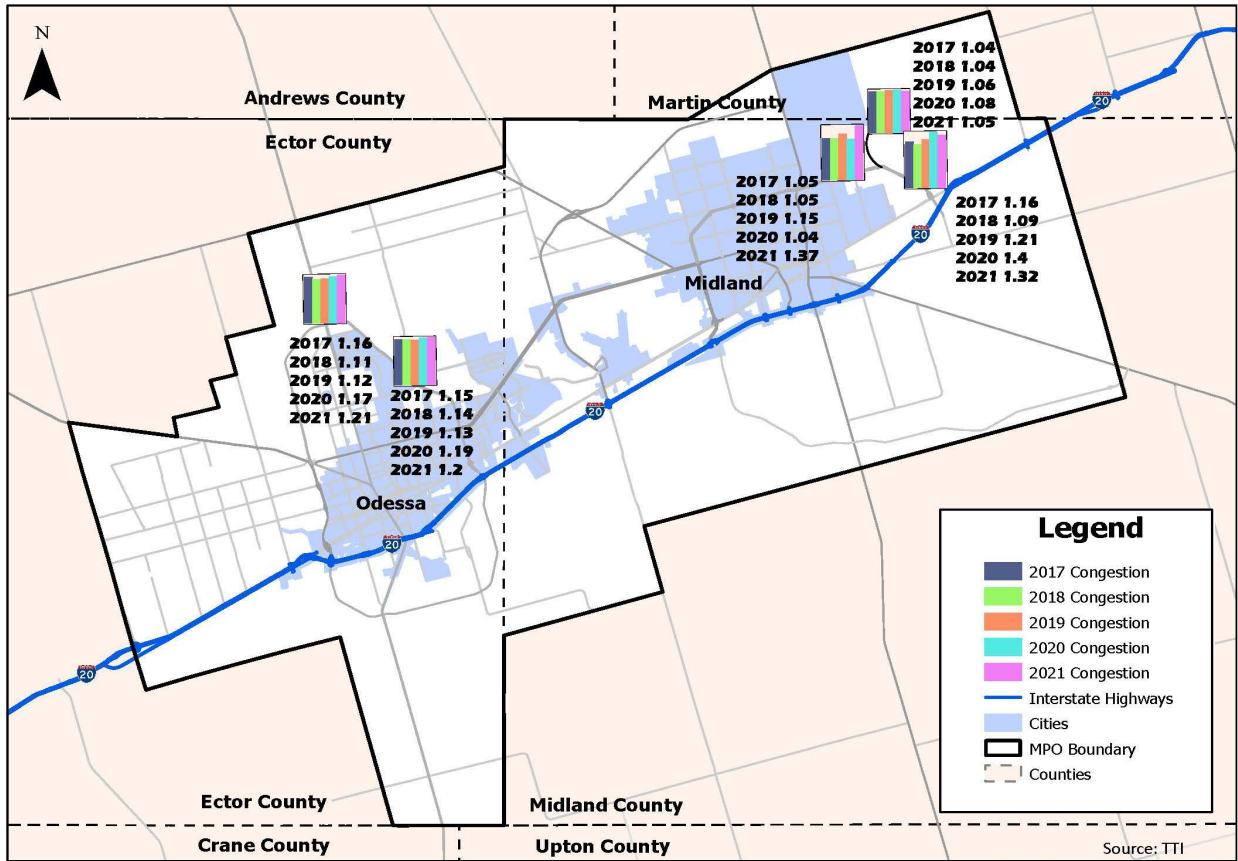 N
Andrews County
Martin County
Ector County
2017 1.04
2018 1.04
2019 1.06
2020 1.08
2021 1.05
20
2017 1.05
2018 1.05
2019 1.15
2020 1.04
2021 1.37
2017 1.16
2018 1.09
2019 1.21
2020 1.4
2021 1.32
20
Midland
2017 1.16
2018 1.11
2019 1.12
2020 1.17
2021 1.21
2017 1.15
2018 1.14
2019 1.13
2020 1.19
2021 1.2
20
Odessa
20
20
Legend
2017 Congestion
2018 Congestion
2019 Congestion
2020 Congestion
2021 Congestion
Interstate Highways
Cities
MPO Boundary
Counties
Ector County
Midland County
Crane County
Upton County
Source: TTI